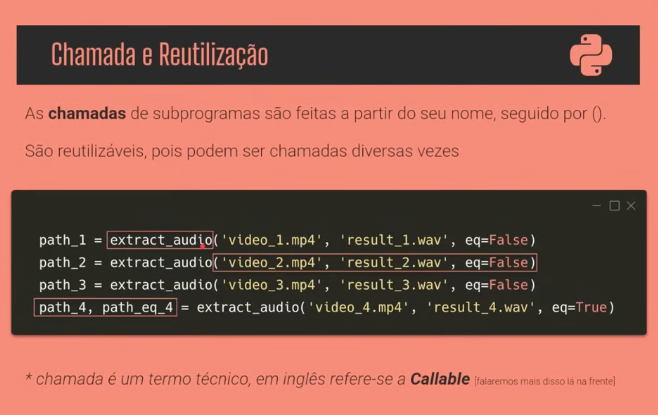 Chamada e Reutilização
As chamadas de subprogramas são feitas a partir do seu nome, seguido por ().
São reutilizáveis, pois podem ser chamadas diversas vezes
path_1 = extract_audio('video_1.mp4', 'result_1.wav', eq=False)
path_2 = extract_audio('video_2.mp4', 'result_2.wav', eq=False)
path_3 = extract_audio('video_3.mp4', 'result_3.wav', eq=False)
path_4, path_eq_4 = extract_audio('video_4.mp4', 'result_4.wav', eq=True)
* chamada é um termo técnico, em inglês refere-se a Callable [falaremos mais disso lá na frente]